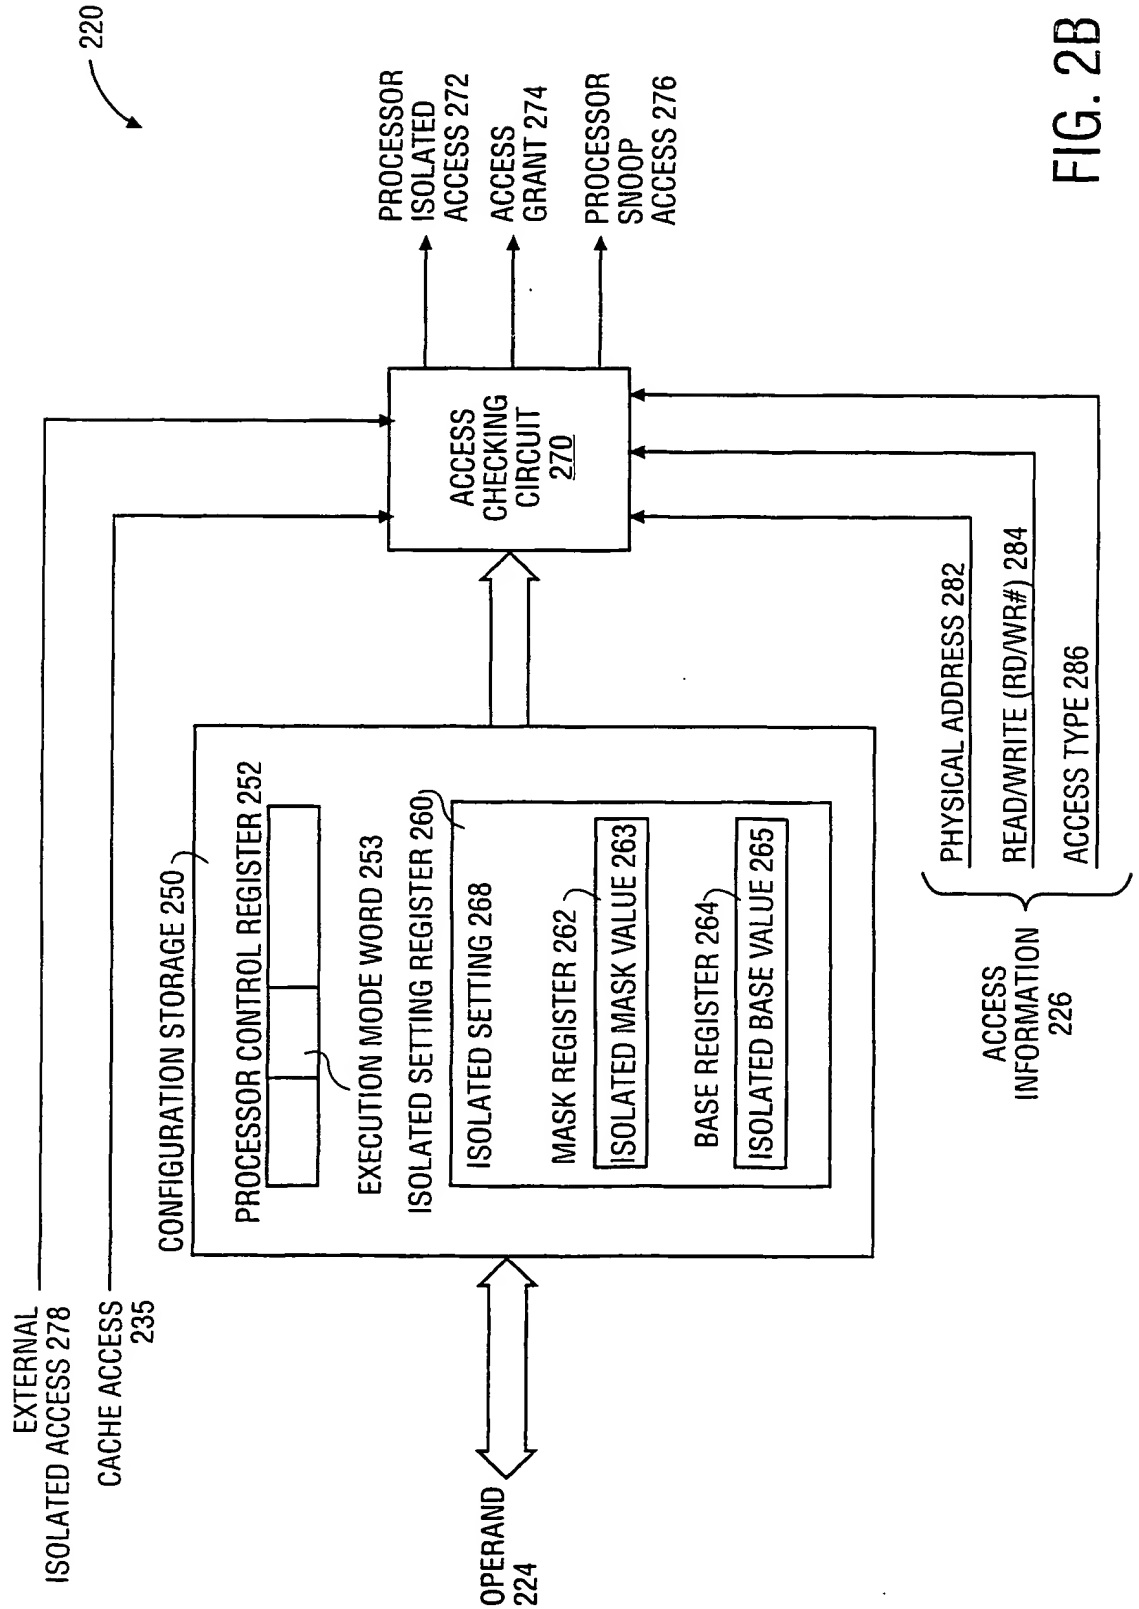 220
EXTERNAL
ISOLATED ACCESS 278
CACHE ACCESS
235
CONFIGURATION STORAGE 250
PROCESSOR CONTROL REGISTER 252
EXECUTION MODE WORD 253
ISOLATED SETTING REGISTER 260
ISOLATED SETTING 268
MASK REGISTER 262
ISOLATED MASK VALUE 263
BASE REGISTER 264
ISOLATED BASE VALUE 265
OPERAND
224
ACCESS
CHECKING
CIRCUIT
270
PROCESSOR
ISOLATED
ACCESS 272
ACCESS
GRANT 274
PROCESSOR
SNOOP
ACCESS 276
ACCESS
INFORMATION
226
PHYSICAL ADDRESS 282
READ/WRITE (RD/WR#) 284
ACCESS TYPE 286
FIG. 2B